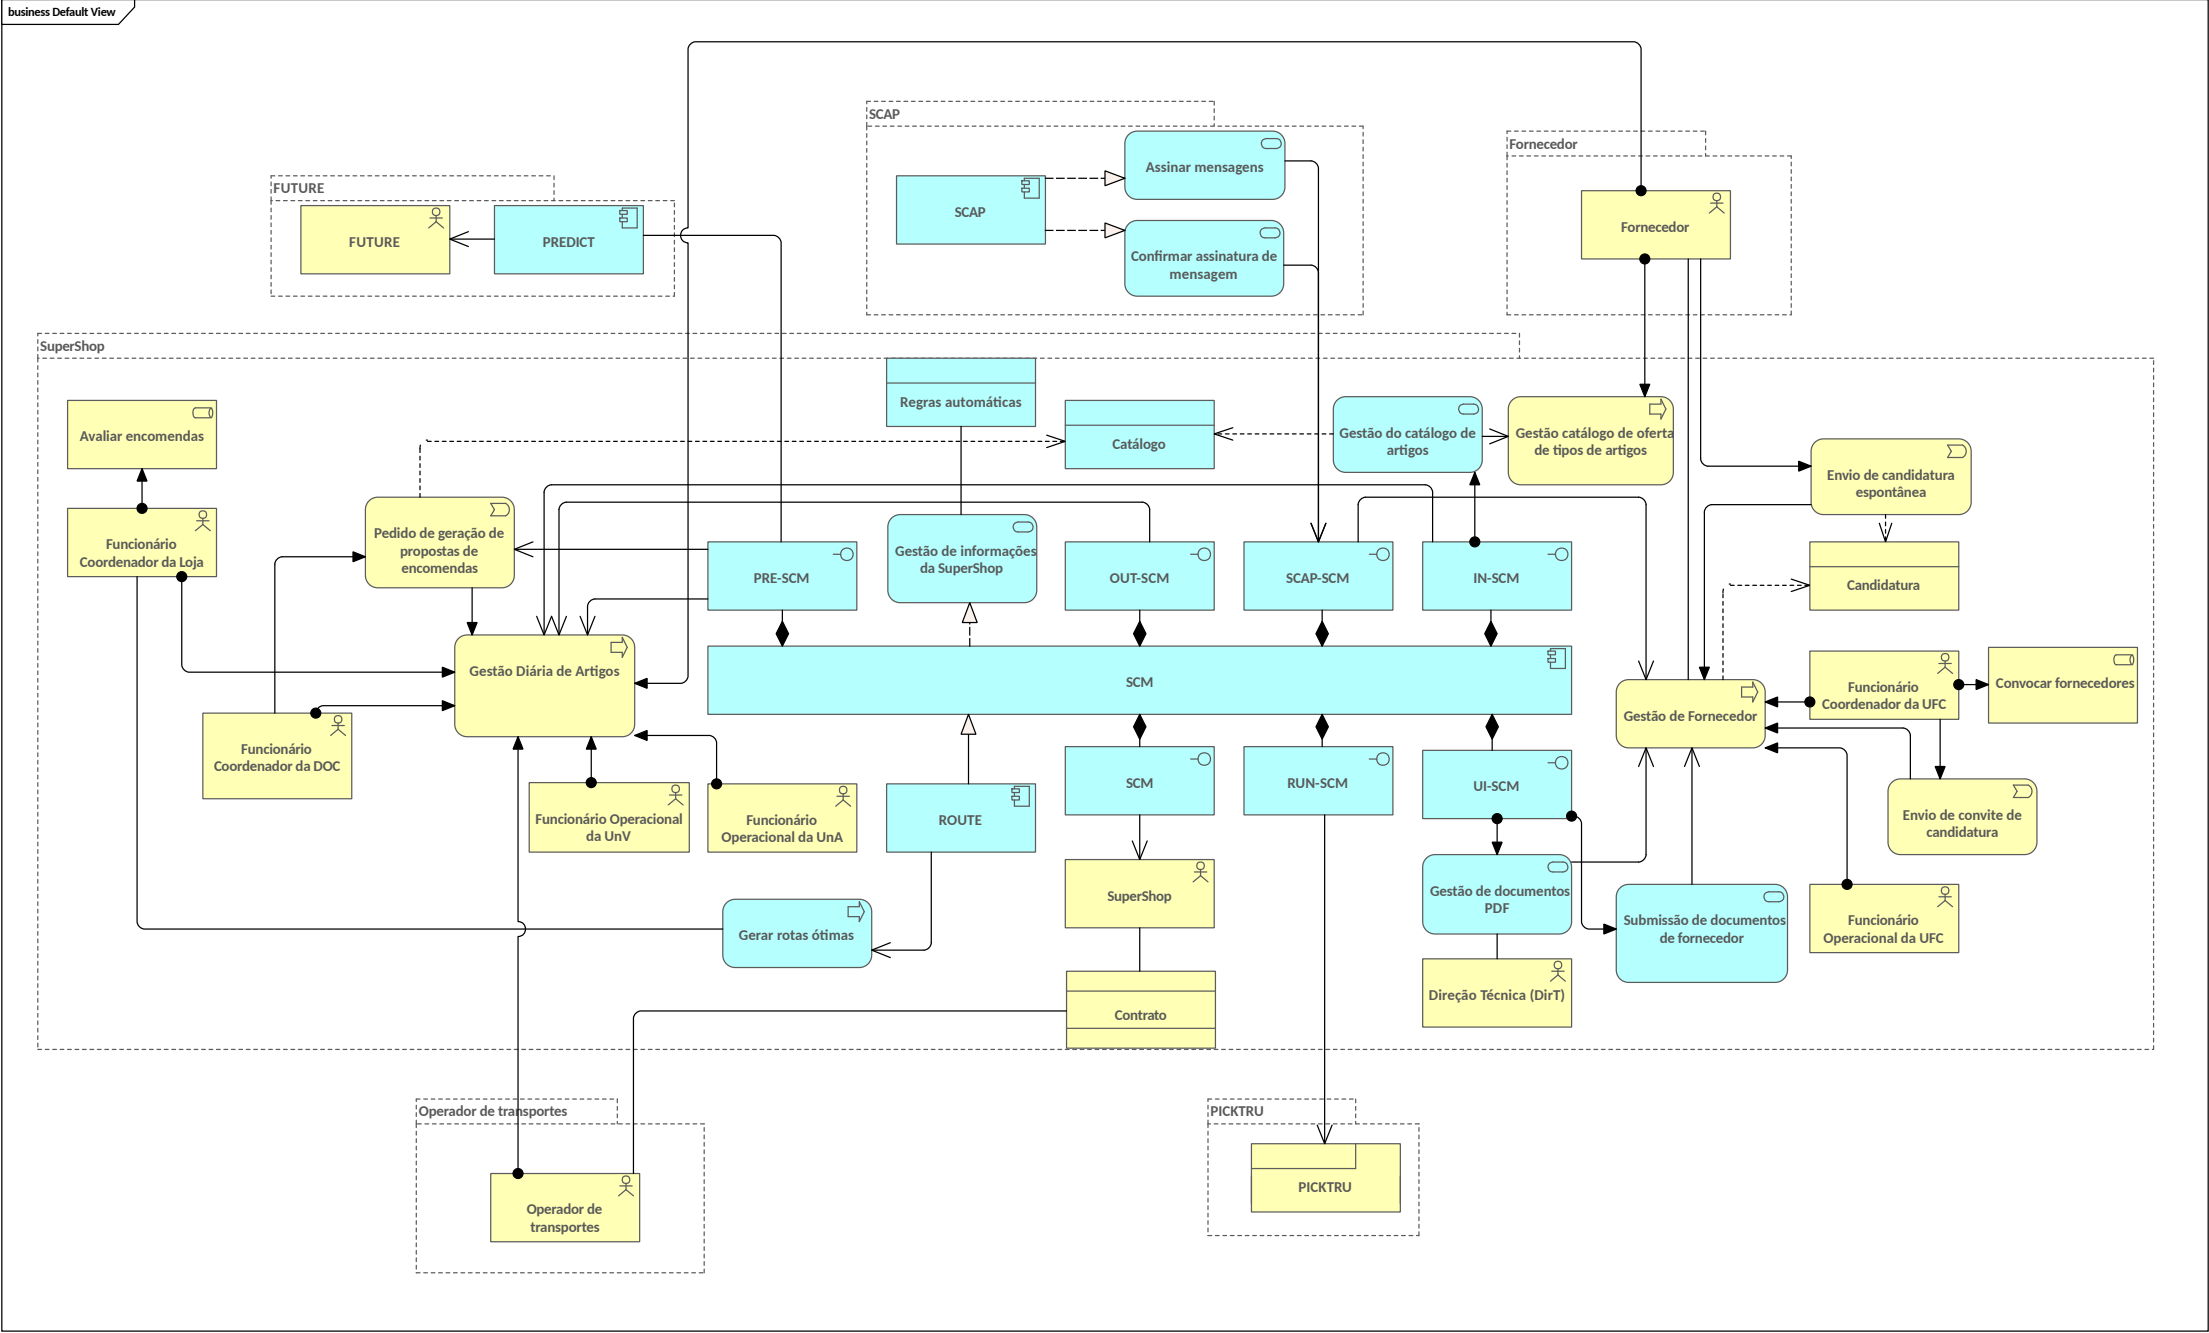 business Default View
SCAP
Assinar mensagens
Fornecedor
FUTURE
SCAP
FUTURE
PREDICT
Fornecedor
Confirmar assinatura de
mensagem
SuperShop
Regras automáticas
Avaliar encomendas
Catálogo
Gestão do catálogo de
artigos
Gestão catálogo de oferta
de tipos de artigos
Envio de candidatura
espontânea
Funcionário
Coordenador da Loja
Pedido de geração de
propostas de
encomendas
PRE-SCM
Gestão de informações
da SuperShop
OUT-SCM
SCAP-SCM
IN-SCM
Candidatura
Gestão Diária de Artigos
SCM
Gestão de Fornecedor
Funcionário
Coordenador da UFC
Convocar fornecedores
Funcionário
Coordenador da DOC
Funcionário Operacional
da UnV
Funcionário
Operacional da UnA
ROUTE
SCM
RUN-SCM
UI-SCM
Envio de convite de
candidatura
Gerar rotas ótimas
SuperShop
Gestão de documentos
PDF
Submissão de documentos
de fornecedor
Funcionário
Operacional da UFC
Direção Técnica (DirT)
Contrato
Operador de transportes
PICKTRU
Operador de
transportes
PICKTRU